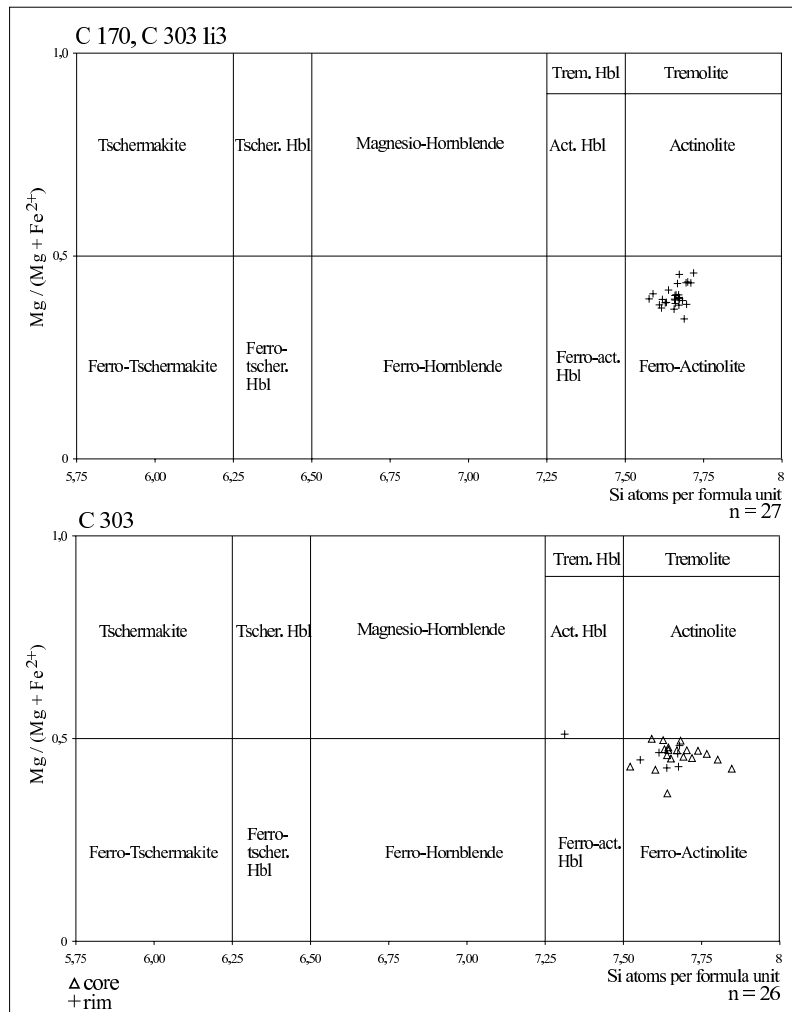 C 170, C 303 li3
1,0
Trem. Hbl
Tremolite
Tschermakite
Tscher. Hbl
Magnesio-Hornblende
Act. Hbl
Actinolite
Mg / (Mg + Fe2+)
0,5
Ferro-Tschermakite
Ferro-
tscher.
Hbl
Ferro-Hornblende
Ferro-act.
Hbl
Ferro-Actinolite
0
5,75 6,00 6,25 6,50 6,75 7,00 7,25 7,50 7,75 8
Si atoms per formula unit
n = 27
C 303
1,0
Trem. Hbl
Tremolite
Tschermakite
Tscher. Hbl
Magnesio-Hornblende
Act. Hbl
Actinolite
Mg / (Mg + Fe2+)
0,5
Ferro-Tschermakite
Ferro-
tscher.
Hbl
Ferro-Hornblende
Ferro-act.
Hbl
Ferro-Actinolite
0
5,75 6,00 6,25 6,50 6,75 7,00 7,25 7,50 7,75 8
Si atoms per formula unit
n = 26
Δ core
+ rim